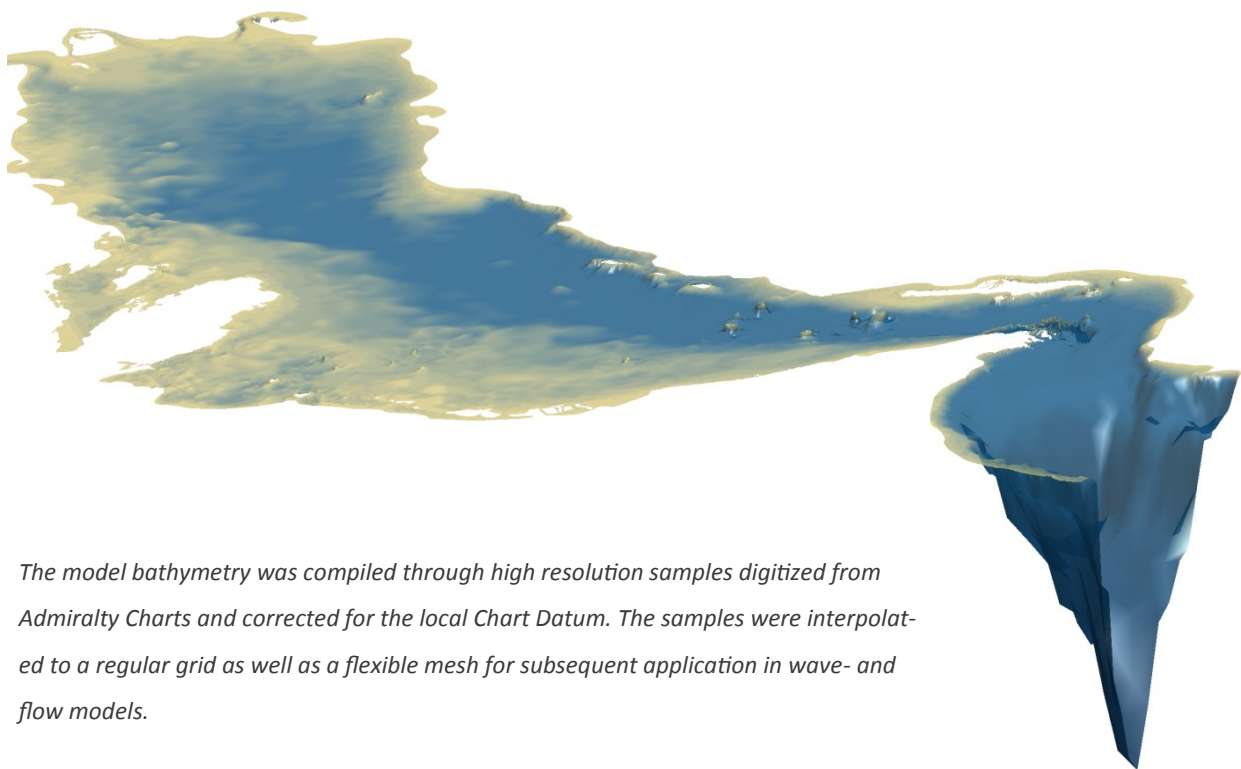 The model bathymetry was compiled through high resolution samples digitized from
Admiralty Charts and corrected for the local Chart Datum. The samples were interpolat-
ed to a regular grid as well as a flexible mesh for subsequent application in wave- and
flow models.